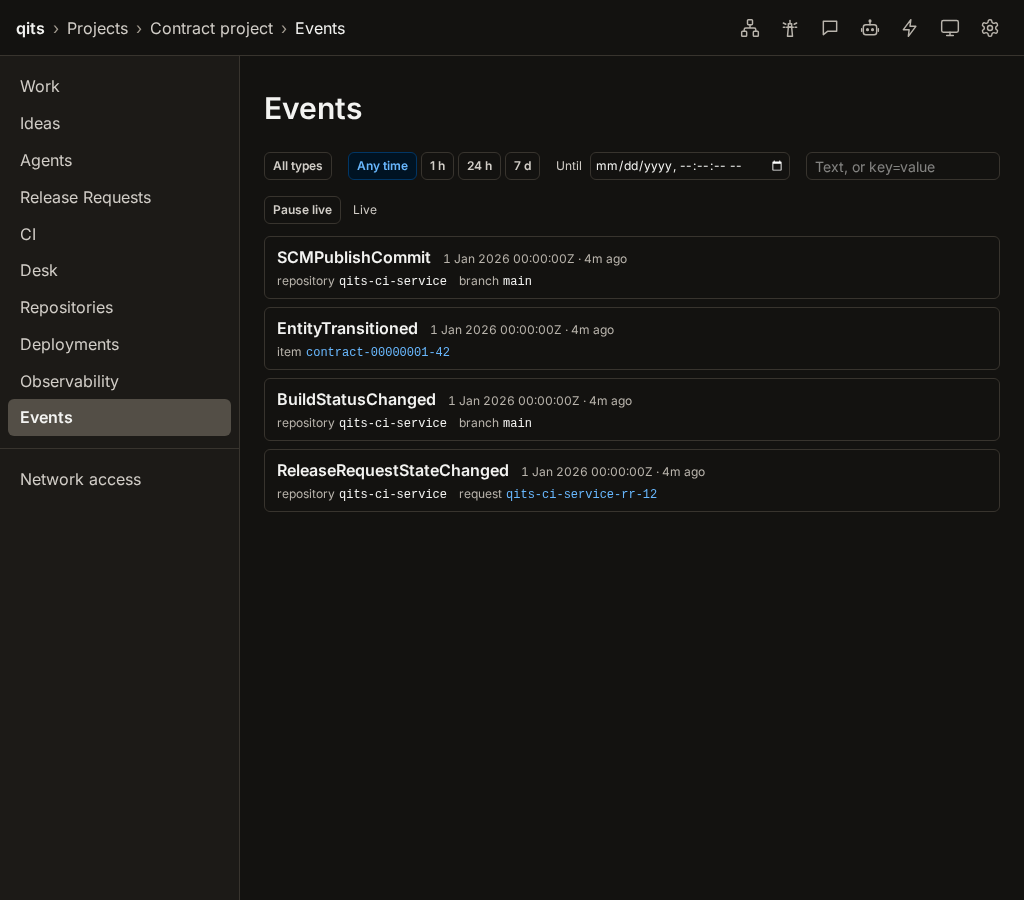 qits › Projects › Contract project › Events
Work
Ideas
Agents
Release Requests
CI
Desk
Repositories
Deployments
Observability
Events
Network access
Events
All types Any time 1 h 24 h 7 d Until mm/dd/yyyy, --:--:-- -- Text, or key=value
Pause live Live
SCMPublishCommit 1 Jan 2026 00:00:00Z · 4m ago
repository qits-ci-service branch main
EntityTransitioned 1 Jan 2026 00:00:00Z · 4m ago
item contract-00000001-42
BuildStatusChanged 1 Jan 2026 00:00:00Z · 4m ago
repository qits-ci-service branch main
ReleaseRequestStateChanged 1 Jan 2026 00:00:00Z · 4m ago
repository qits-ci-service request qits-ci-service-rr-12